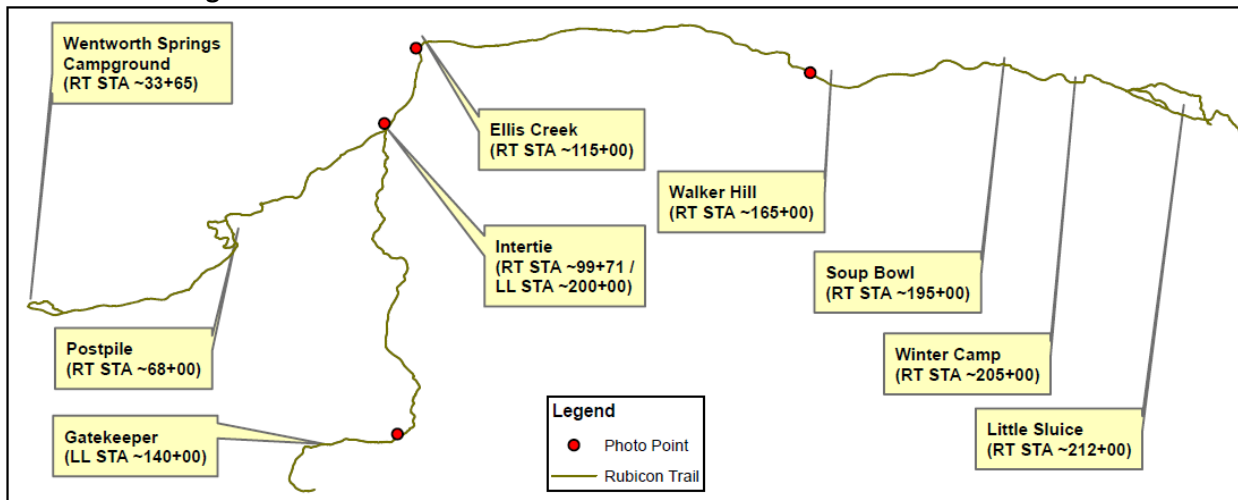 Wentworth Springs
Campground
(RT STA ~33+65)
Ellis Creek
(RT STA ~115+00)
Walker Hill
(RT STA ~165+00)
Intertie
(RT STA ~99+71 /
LL STA ~200+00)
Soup Bowl
(RT STA ~195+00)
Postpile
(RT STA ~68+00)
Winter Camp
(RT STA ~205+00)
Gatekeeper
(LL STA ~140+00)
Legend
Photo Point
Rubicon Trail
Little Sluice
(RT STA ~212+00)